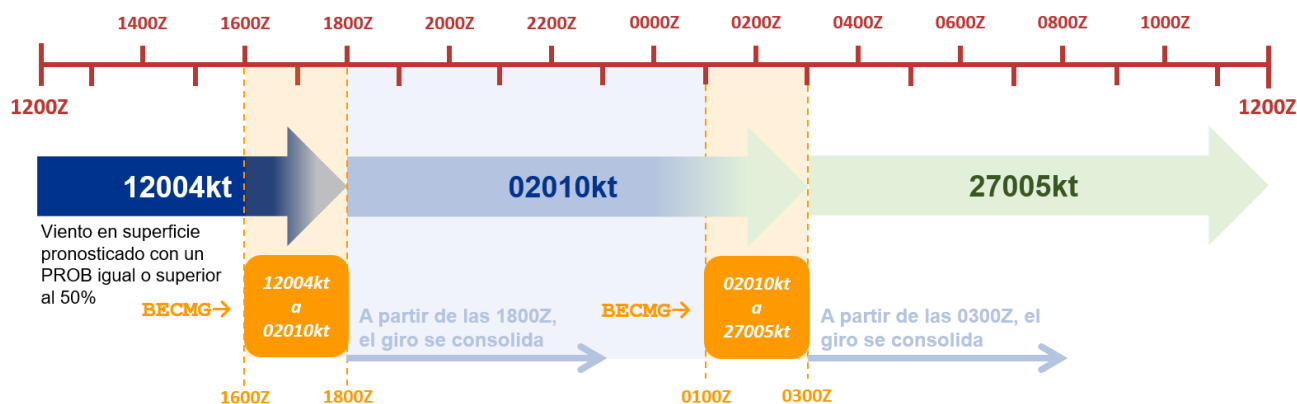 1400Z 1600Z 1800Z 2000Z 2200Z 0000Z 0200Z 0400Z 0600Z 0800Z 1000Z
1200Z 1200Z
12004kt 02010kt 27005kt
Viento en superficie
pronosticado con un
PROB igual o superior
al 50%
BECMG→
12004kt
a
02010kt
A partir de las 1800Z,
el giro se consolida
BECMG→
02010kt
a
27005kt
A partir de las 0300Z, el
giro se consolida
1600Z 1800Z 0100Z 0300Z